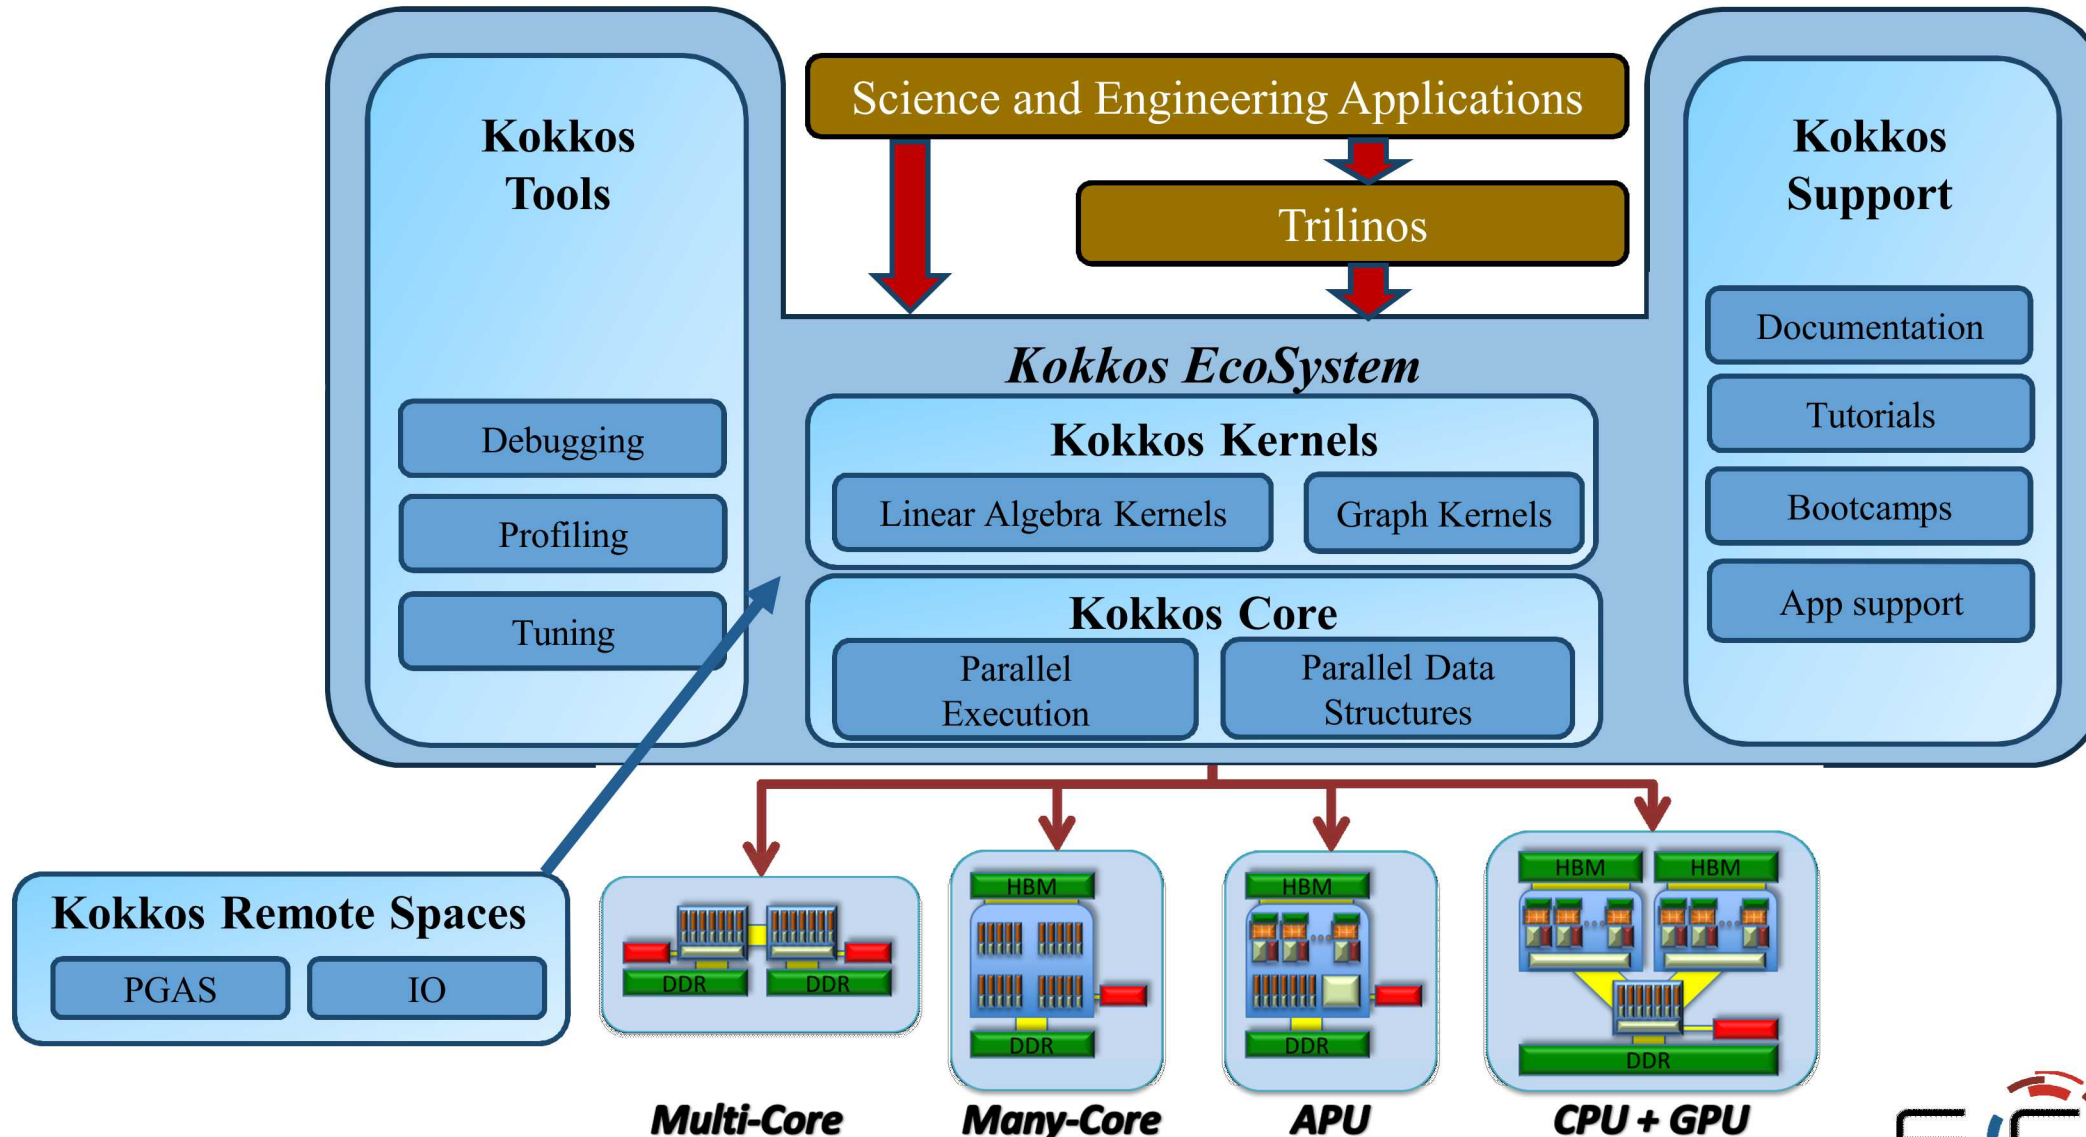 Kokkos
Tools
Debugging
Profiling
Tuning
Science and Engineering Applications
Trilinos
Kokkos EcoSystem
Kokkos Kernels
Linear Algebra Kernels
Graph Kernels
Kokkos Core
Parallel
Execution
Parallel Data
Structures
Kokkos
Support
Documentation
Tutorials
Bootcamps
App support
Kokkos Remote Spaces
PGAS
IO
DDR
DDR
Multi-Core
HBM
DDR
Many-Core
HBM
DDR
APU
HBM
HBM
DDR
CPU + GPU